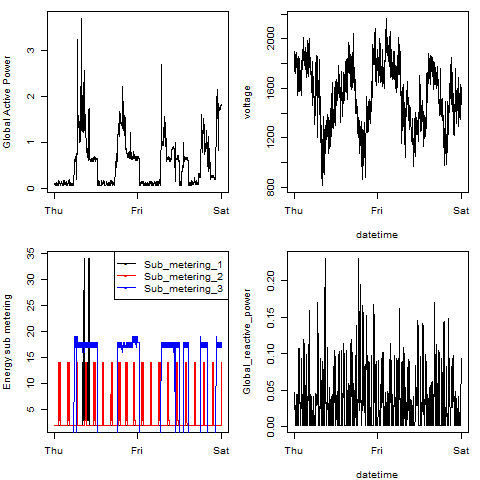 Global Active Power
0
1
2
3
Thu
Fri
Sat
voltage
800
1200
1600
2000
Thu
Fri
Sat
datetime
Energy sub metering
5
10
15
20
25
30
35
Sub_metering_1
Sub_metering_2
Sub_metering_3
Thu
Fri
Sat
Global_reactive_power
0.00
0.05
0.10
0.15
0.20
Thu
Fri
Sat
datetime